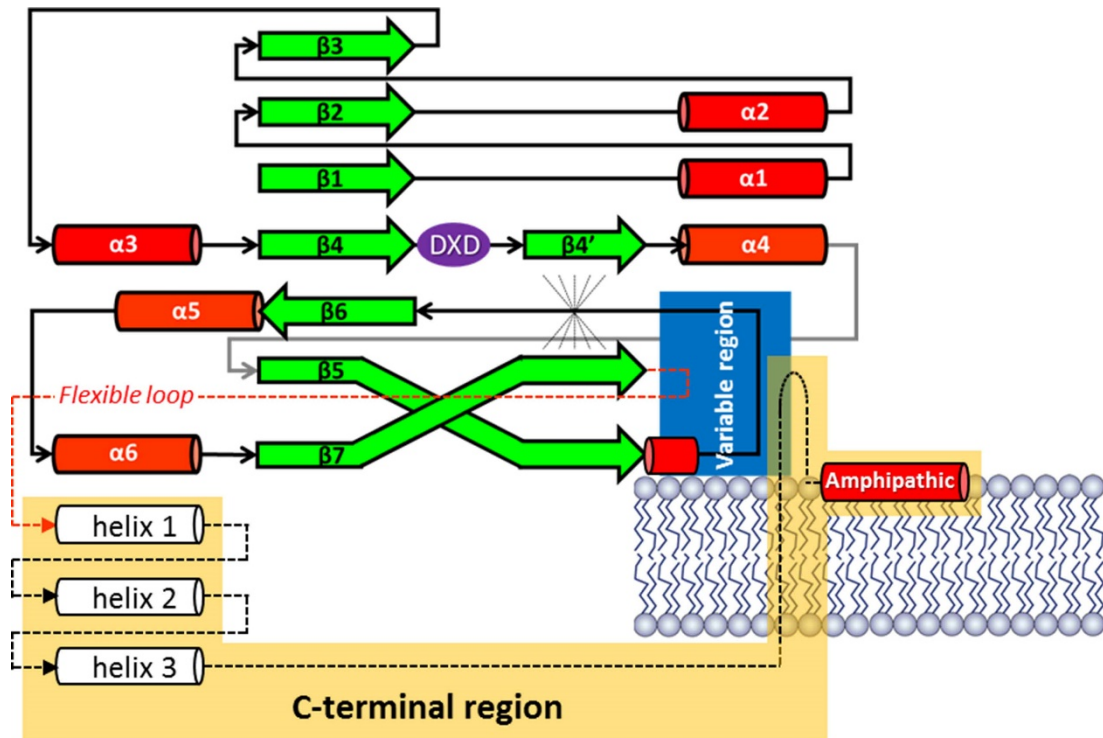 β3
β2
α2
β1
α1
α3
β4
DXD
β4’
α4
α5
β6
Variable region
β5
Flexible loop
α6
β7
Amphipathic
helix 1
helix 2
helix 3
C-terminal region